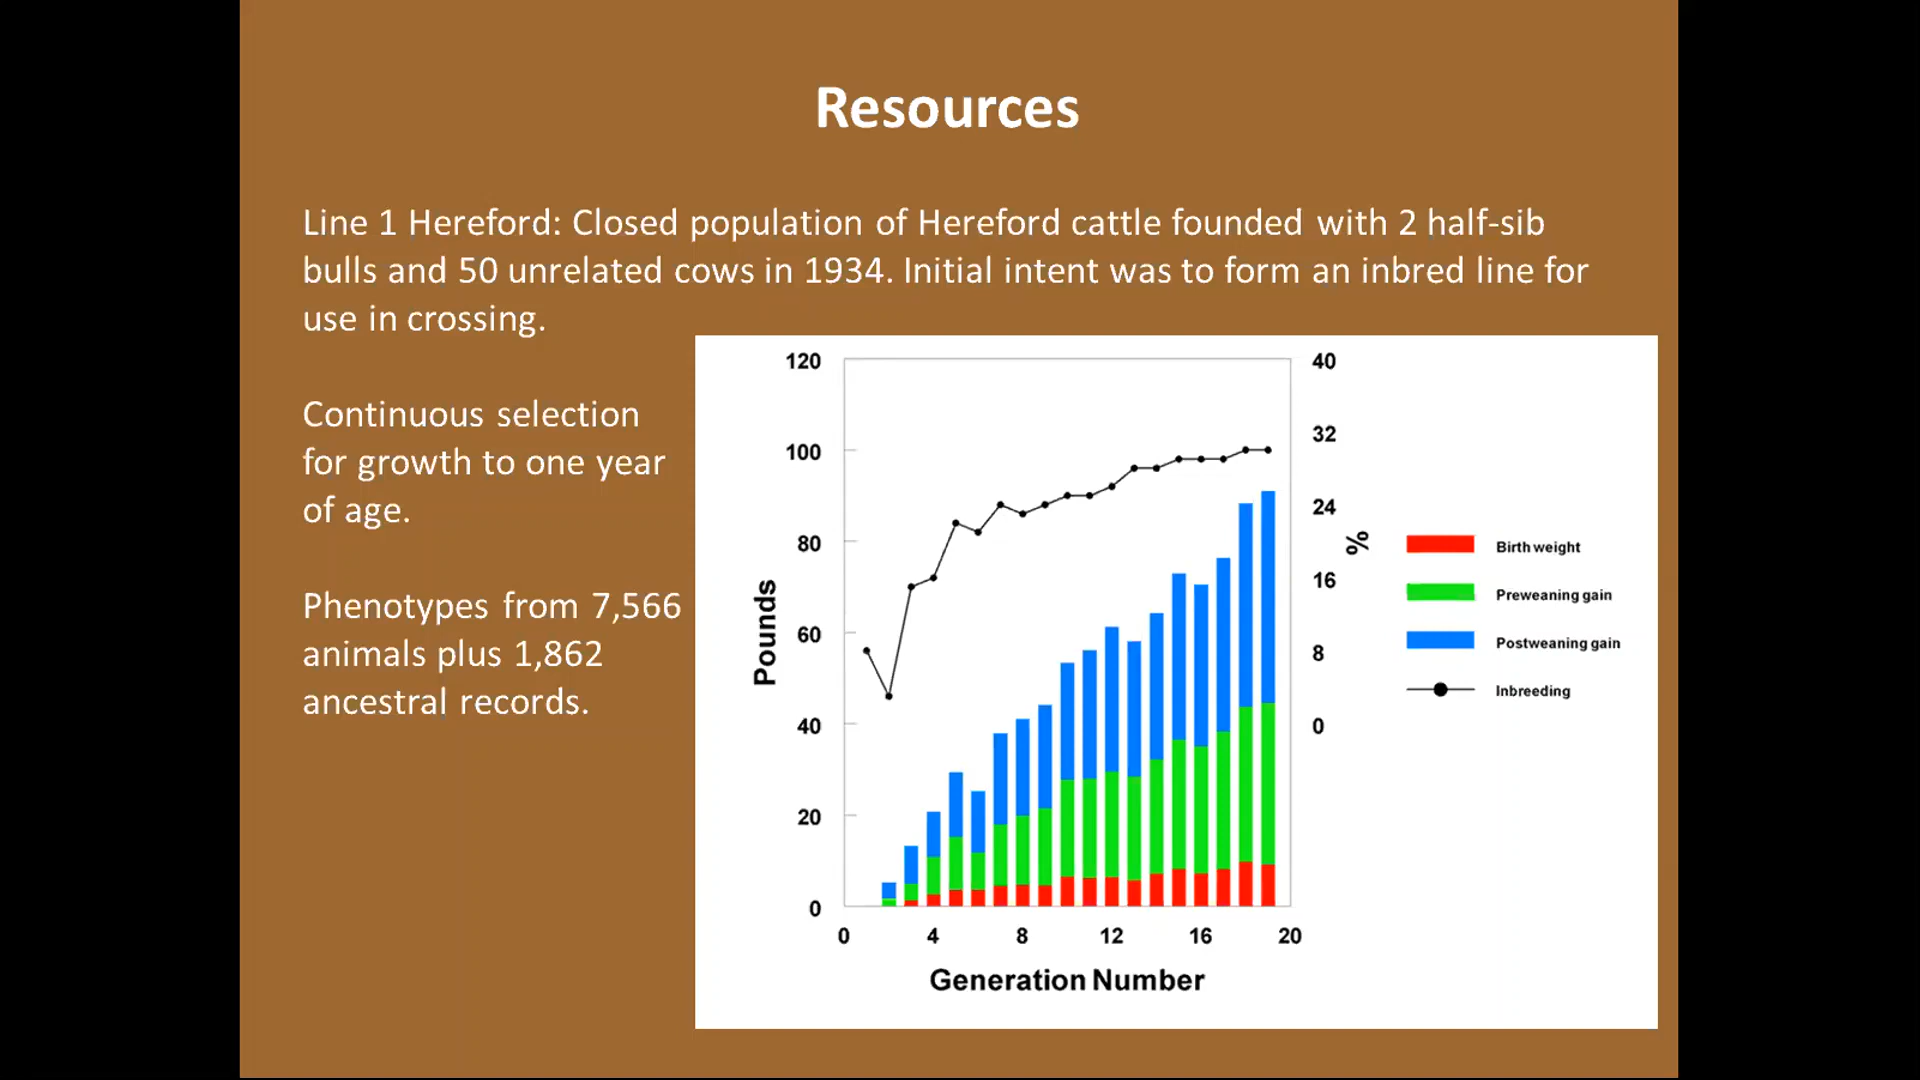 Resources
Line 1 Hereford: Closed population of Hereford cattle founded with 2 half-sib
bulls and 50 unrelated cows in 1934. Initial intent was to form an inbred line for
use in crossing.
Continuous selection
for growth to one year
of age.
Phenotypes from 7,566
animals plus 1,862
ancestral records.
120
100
80
60
40
20
0
Pounds
0 4 8 12 16 20
Generation Number
40
32
24
16
8
0
%
Birth weight
Preweaning gain
Postweaning gain
Inbreeding